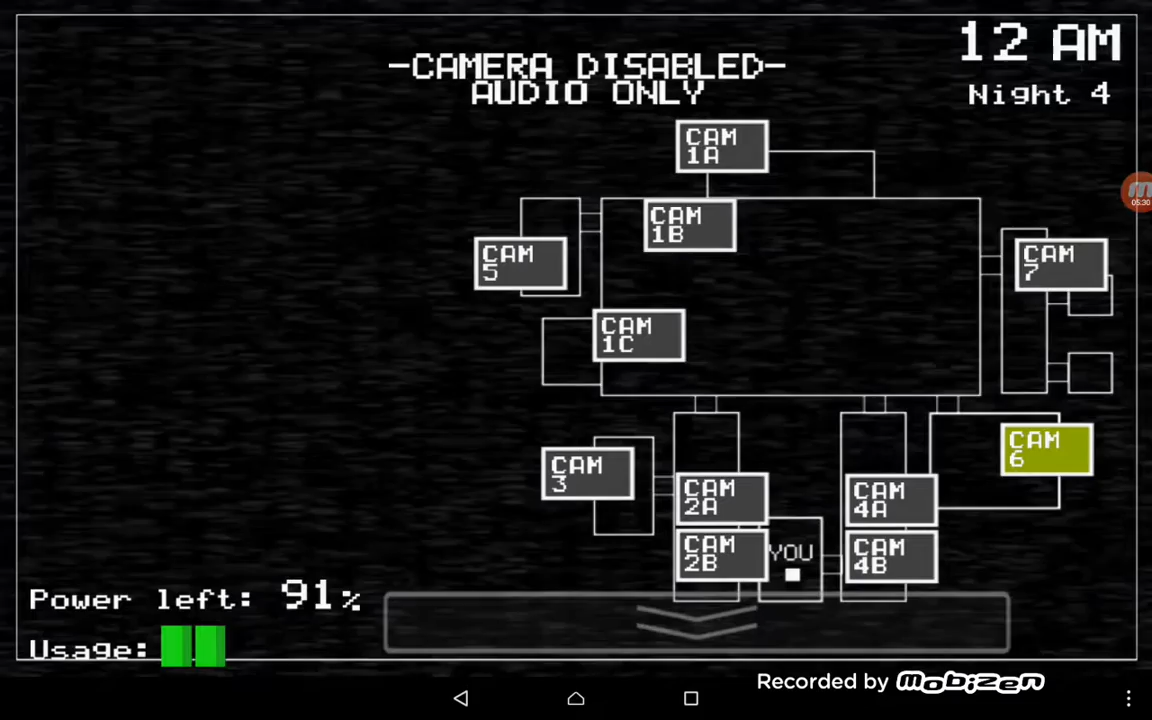 12 AM
Night 4
-CAMERA DISABLED-
AUDIO ONLY
CAM
1A
CAM
1B
CAM
5
CAM
7
05:30
CAM
1C
CAM
6
CAM
3
CAM
2A
CAM
4A
CAM
2B
YOU
CAM
4B
Power left: 91%
Usage:
Recorded by mobizen